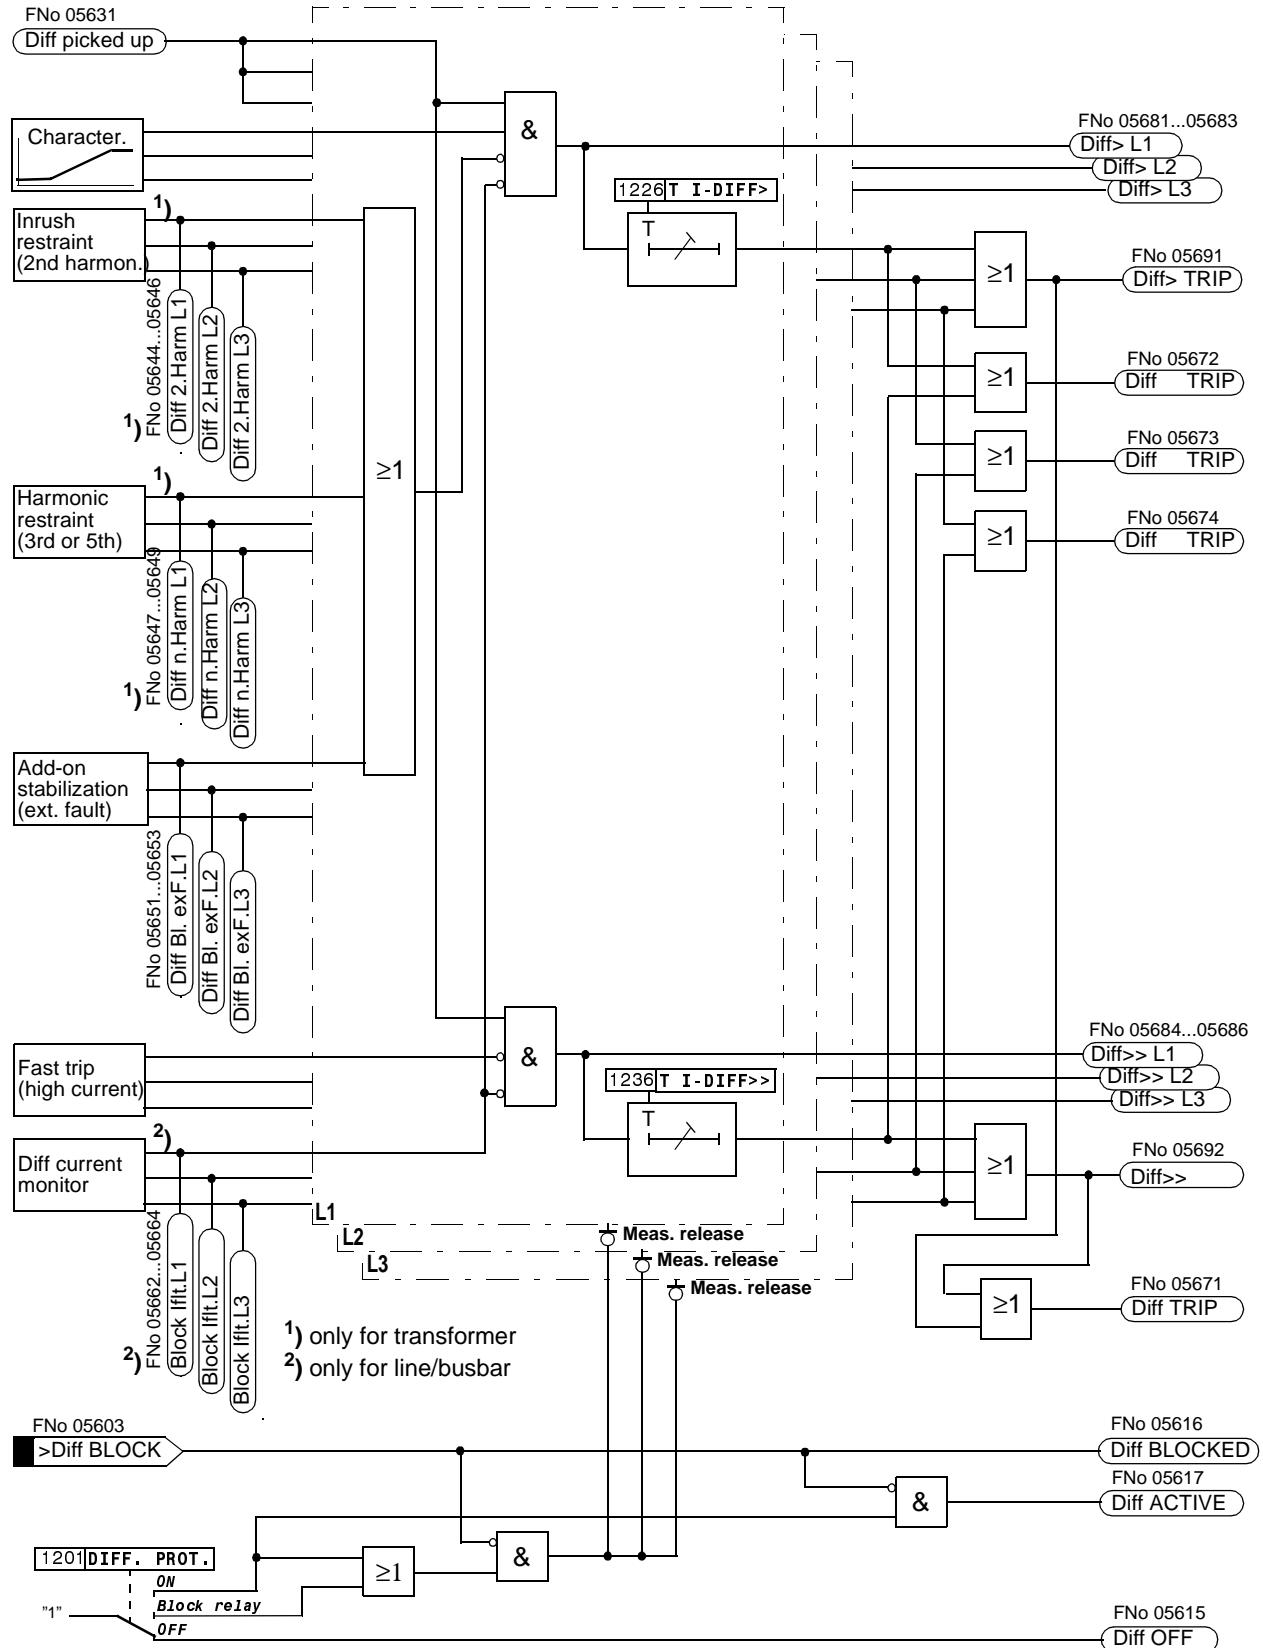 FNo 05631
Diff picked up
Character.
&
FNo 05681...05683
Diff> L1
Diff> L2
Diff> L3
1226 T I-DIFF>
T
Inrush
restraint
(2nd harmon.)
1)
FNo 05644...05646
1)
Diff 2.Harm L1
Diff 2.Harm L2
Diff 2.Harm L3
≥1
≥1
FNo 05691
Diff> TRIP
≥1
FNo 05672
Diff TRIP
≥1
FNo 05673
Diff TRIP
≥1
FNo 05674
Diff TRIP
Harmonic
restraint
(3rd or 5th)
1)
FNo 05647...05649
1)
Diff n.Harm L1
Diff n.Harm L2
Diff n.Harm L3
Add-on
stabilization
(ext. fault)
FNo 05651...05653
Diff Bl. exF.L1
Diff Bl. exF.L2
Diff Bl. exF.L3
Fast trip
(high current)
&
1236 T I-DIFF>>
T
FNo 05684...05686
Diff>> L1
Diff>> L2
Diff>> L3
Diff current
monitor
2)
FNo 05662...05664
2)
Block Iflt.L1
Block Iflt.L2
Block Iflt.L3
≥1
FNo 05692
Diff>>
L1
L2
L3
Meas. release
Meas. release
Meas. release
≥1
FNo 05671
Diff TRIP
1) only for transformer
2) only for line/busbar
FNo 05603
>Diff BLOCK
FNo 05616
Diff BLOCKED
&
FNo 05617
Diff ACTIVE
1201 DIFF. PROT.
ON
Block relay
OFF
"1"
≥1
&
FNo 05615
Diff OFF